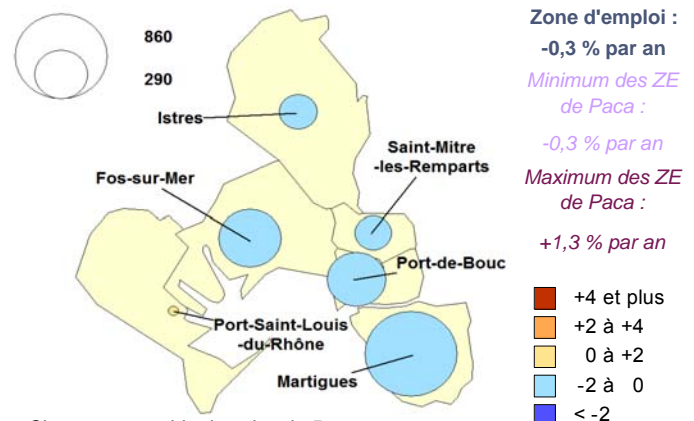 860
290
Istres
Saint-Mitre
-les-Remparts
Fos-sur-Mer
Port-de-Bouc
Port-Saint-Louis
-du-Rhône
Martigues
Zone d'emploi :
-0,3 % par an
Minimum des ZE
de Paca :
-0,3 % par an
Maximum des ZE
de Paca :
+1,3 % par an
+4 et plus
+2 à +4
0 à +2
-2 à 0
< -2